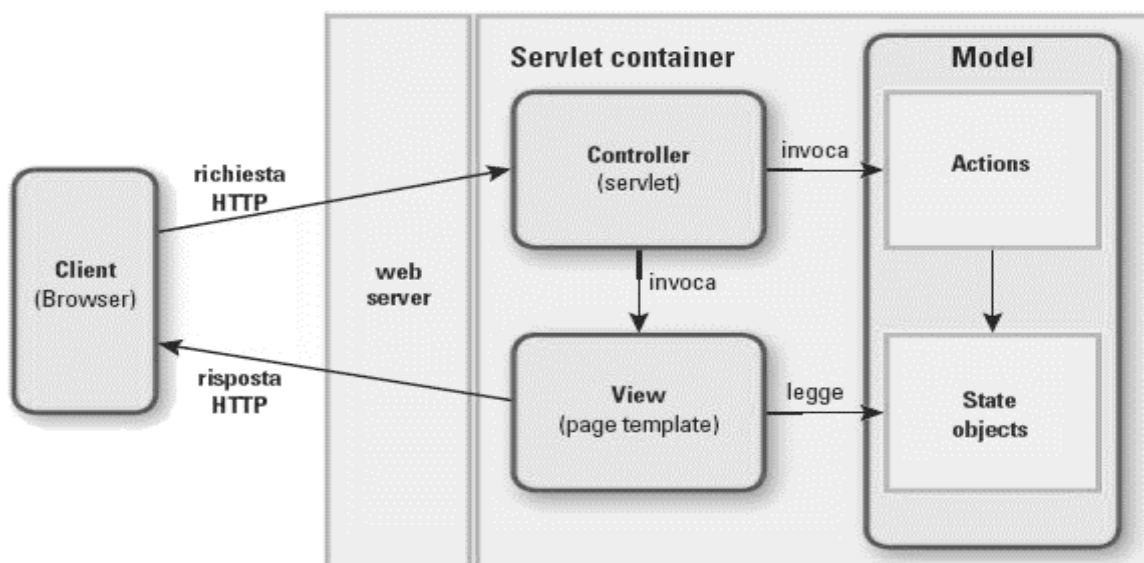 Servlet container
Model
Controller
(servlet)
invoca
Actions
richiesta
HTTP
Client
(Browser)
web
server
invoca
risposta
HTTP
View
(page template)
legge
State
objects